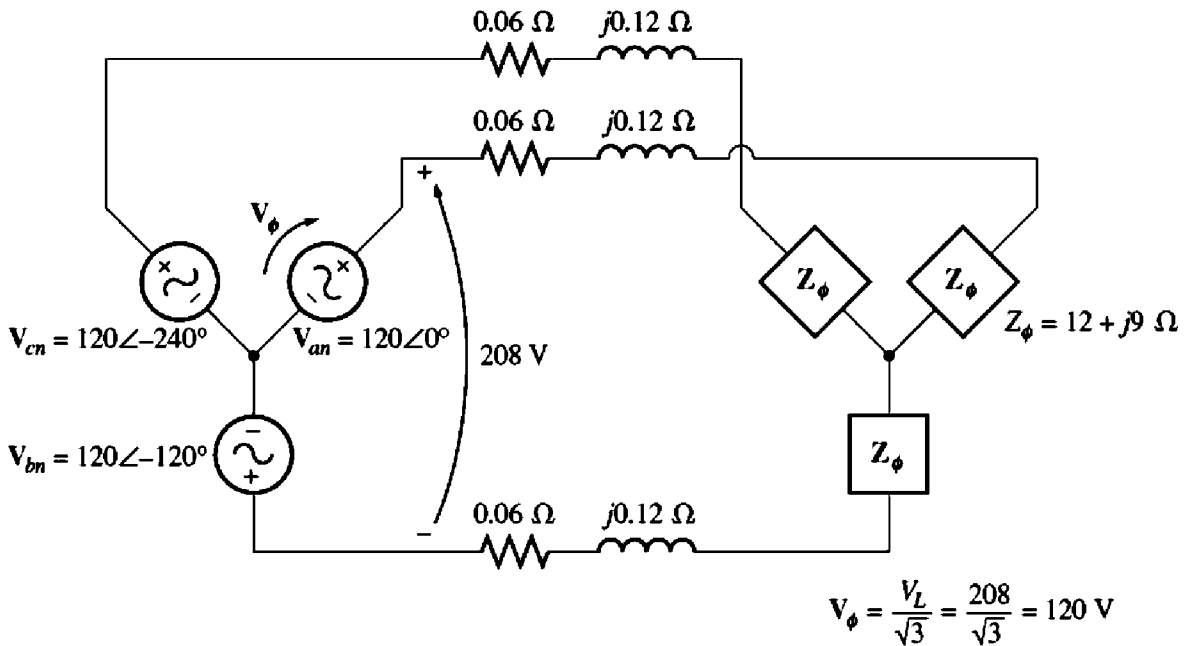 0.06 Ω j0.12 Ω
0.06 Ω j0.12 Ω
+
V_ϕ
× − × −
Z_ϕ Z_ϕ
V_cn = 120∠–240° V_an = 120∠0°
Z_ϕ = 12 + j9 Ω
208 V
V_bn = 120∠–120°
− +
Z_ϕ
0.06 Ω j0.12 Ω
−
V_ϕ = V_L/√3 = 208/√3 = 120 V